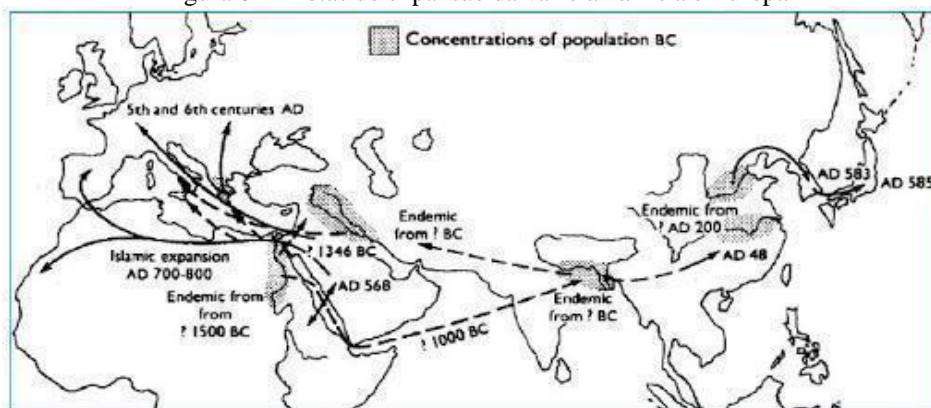 Concentrations of population BC
5th and 6th centuries AD
AD 583
AD 585
Endemic
from ? BC
Endemic from
? AD 200
? 1346 BC
Islamic expansion
AD 700-800
AD 48
AD 568
Endemic from
from
? 1500 BC
Endemic
from ? BC
? 1000 BC